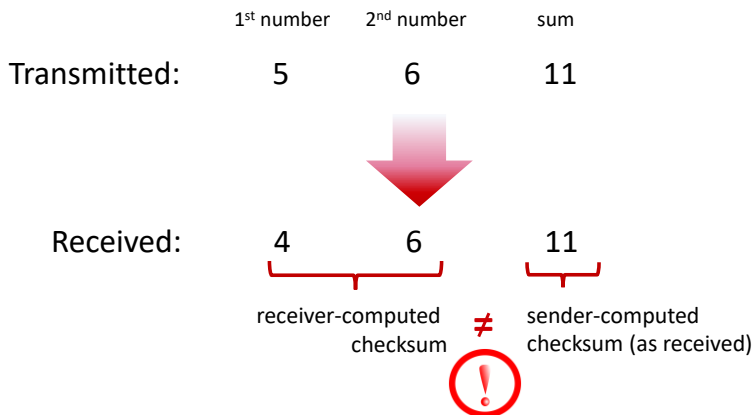 1st number 2nd number sum
Transmitted: 5 6 11
Received: 4 6 11
receiver-computed ≠ sender-computed
checksum checksum (as received)
!